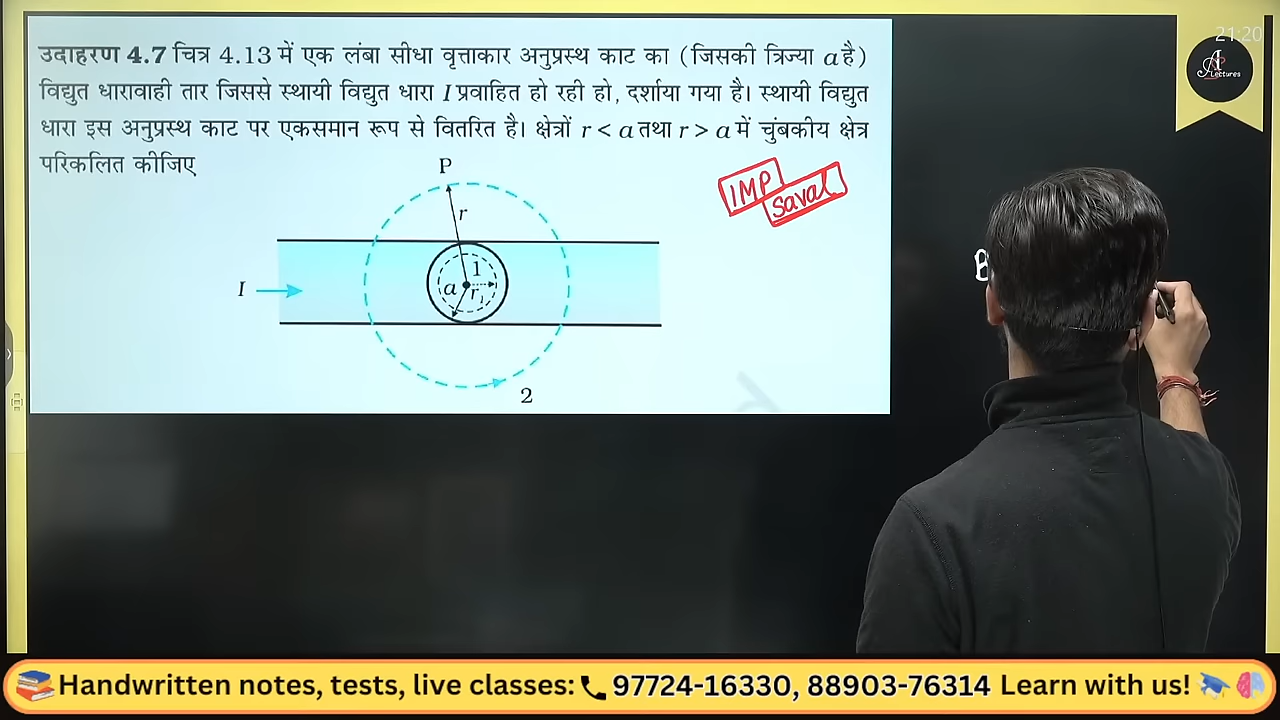 21:20
A
Lectures
उदाहरण 4.7 चित्र 4.13 में एक लंबा सीधा वृत्ताकार अनुप्रस्थ काट का (जिसकी त्रिज्या a है)
विद्युत धारावाही तार जिससे स्थायी विद्युत धारा I प्रवाहित हो रही हो, दर्शाया गया है। स्थायी विद्युत
धारा इस अनुप्रस्थ काट पर एकसमान रूप से वितरित है। क्षेत्रों r < a तथा r > a में चुंबकीय क्षेत्र
परिकलित कीजिए
P
IMP
Saval
r
B
1
I
a
r
2
📚Handwritten notes, tests, live classes:📞97724-16330, 88903-76314 Learn with us! 🎓🧠